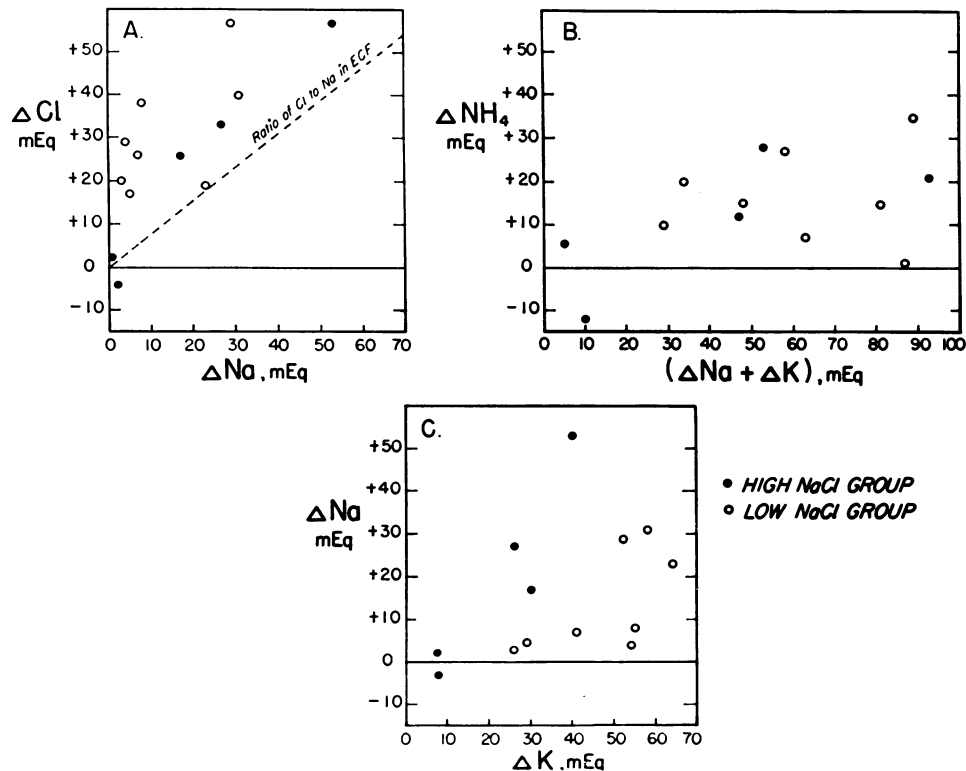 A.
+50
+40
+30
+20
+10
0
−10
Δ Cl
mEq
Ratio of Cl to Na in ECF
0 10 20 30 40 50 60 70
ΔNa, mEq
B.
+50
+40
+30
+20
+10
0
−10
Δ NH₄
mEq
0 10 20 30 40 50 60 70 80 90 100
(ΔNa + ΔK), mEq
C.
+50
+40
+30
+20
+10
0
−10
ΔNa
mEq
0 10 20 30 40 50 60 70
ΔK, mEq
● HIGH NaCl GROUP
○ LOW NaCl GROUP